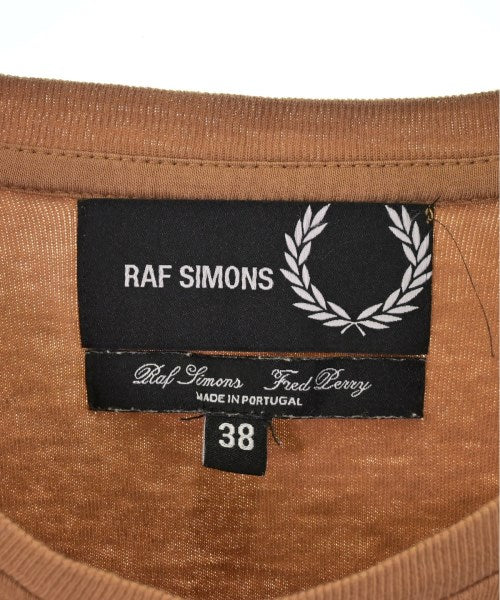 RAF SIMONS
Raf Simons Fred Perry
MADE IN PORTUGAL
38